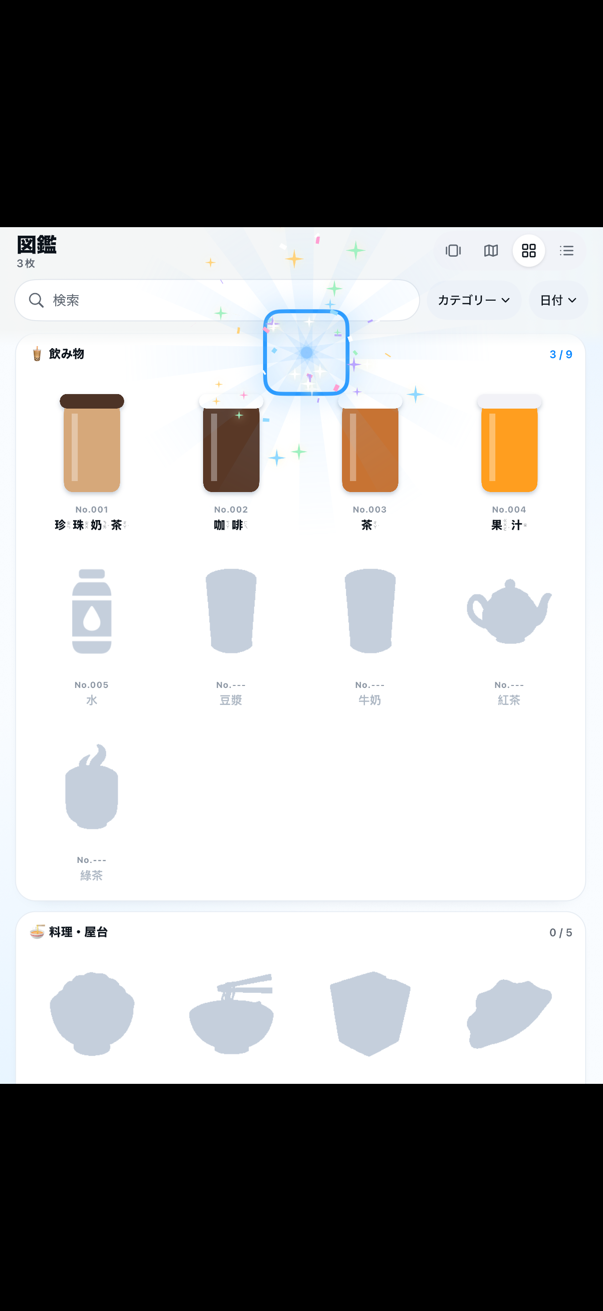 図鑑
3枚
検索
カテゴリー
日付
飲み物
3 / 9
No.001
珍珠奶茶
No.002
咖啡
No.003
茶
No.004
果汁
No.005
水
No.---
豆漿
No.---
牛奶
No.---
紅茶
No.---
綠茶
料理・屋台
0 / 5